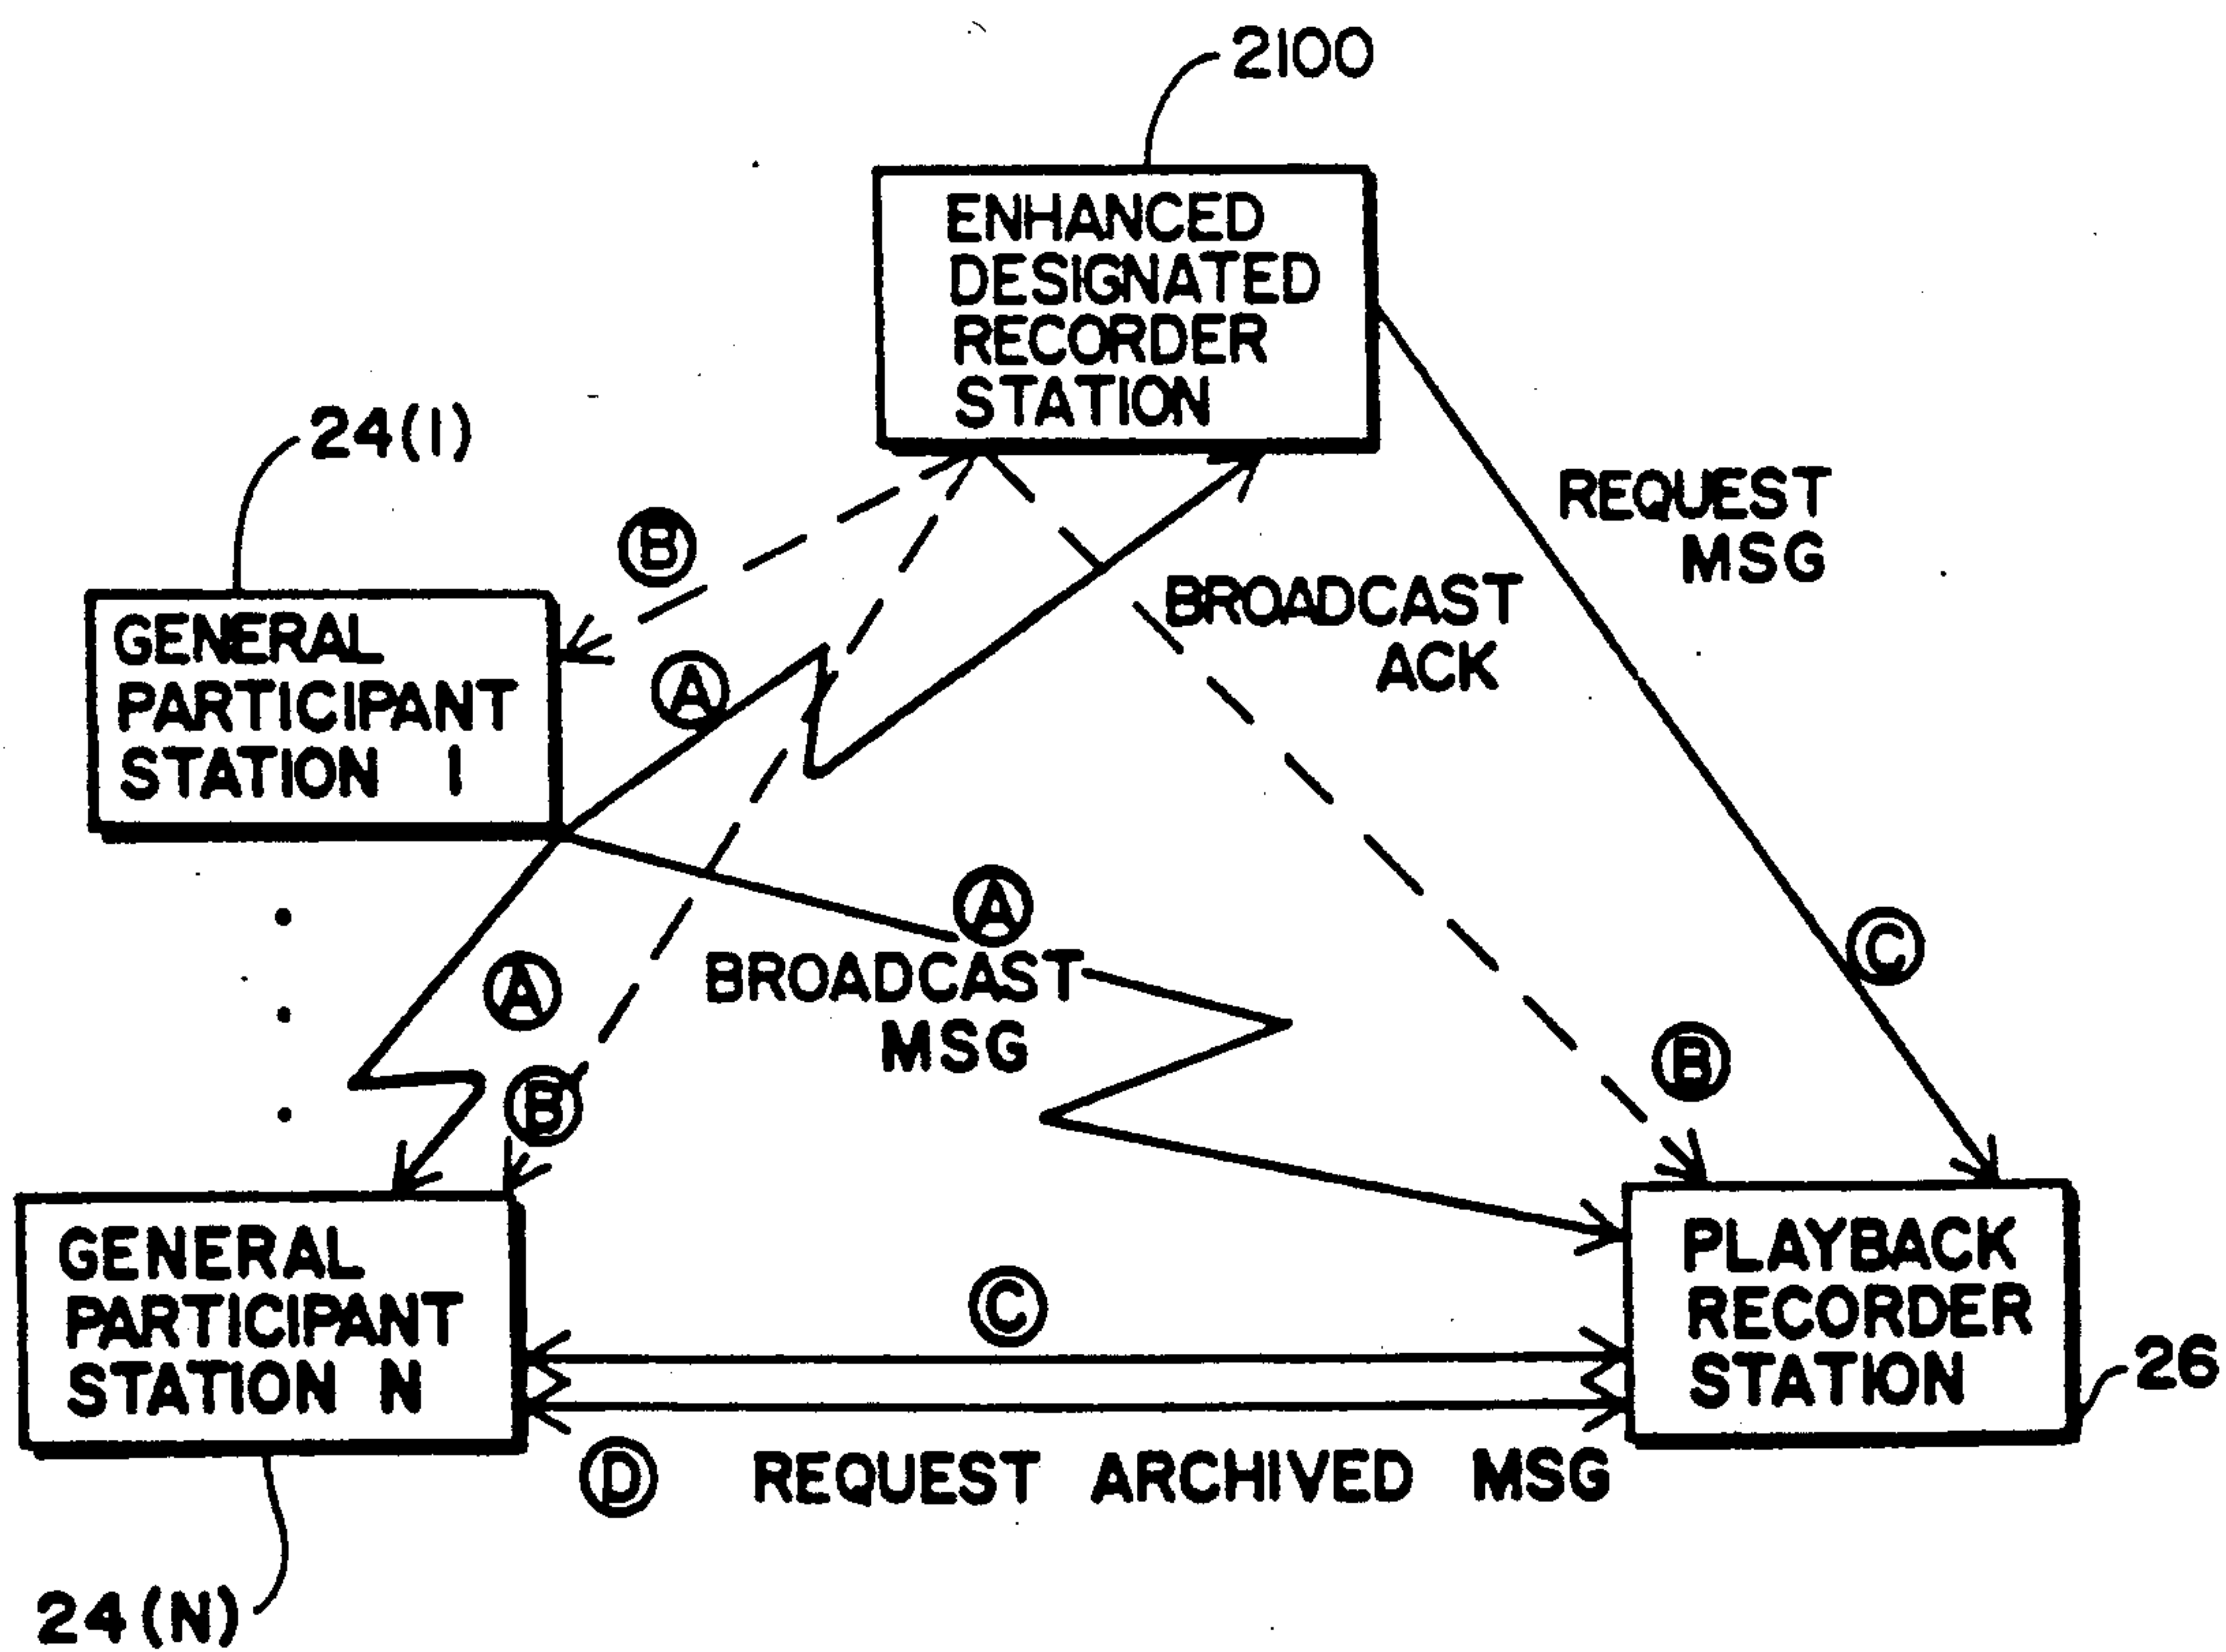 2100
ENHANCED
DESIGNATED
RECORDER
STATION
24(1)
REQUEST
MSG
B
BROADCAST
ACK
GENERAL
PARTICIPANT
STATION 1
A
A
C
A
BROADCAST
MSG
B
B
GENERAL
PARTICIPANT
STATION N
C
PLAYBACK
RECORDER
STATION
26
D REQUEST ARCHIVED MSG
24(N)